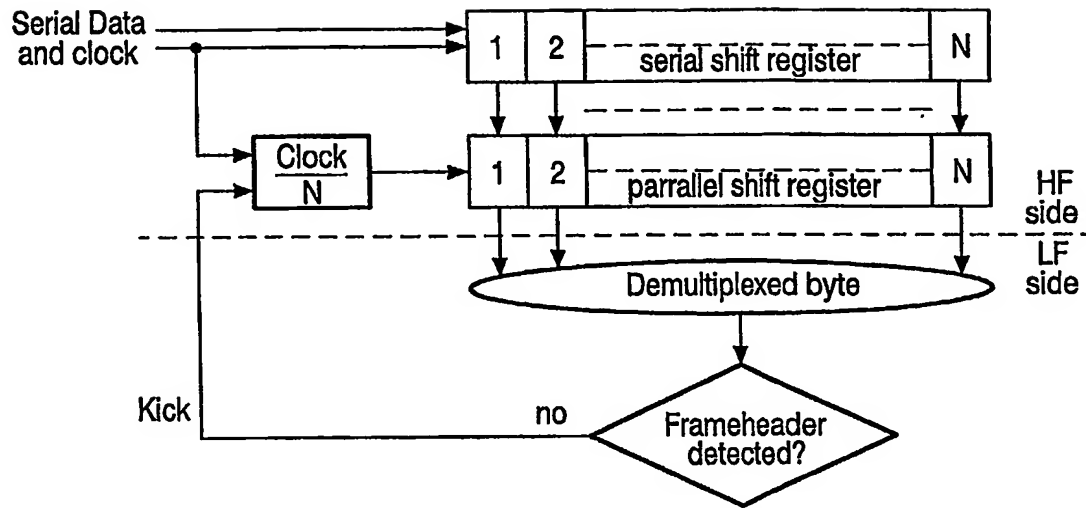 Serial Data
and clock
1
2
serial shift register
N
Clock
N
1
2
parrallel shift register
N
HF
side
LF
side
Demultiplexed byte
Kick
no
Frameheader
detected?